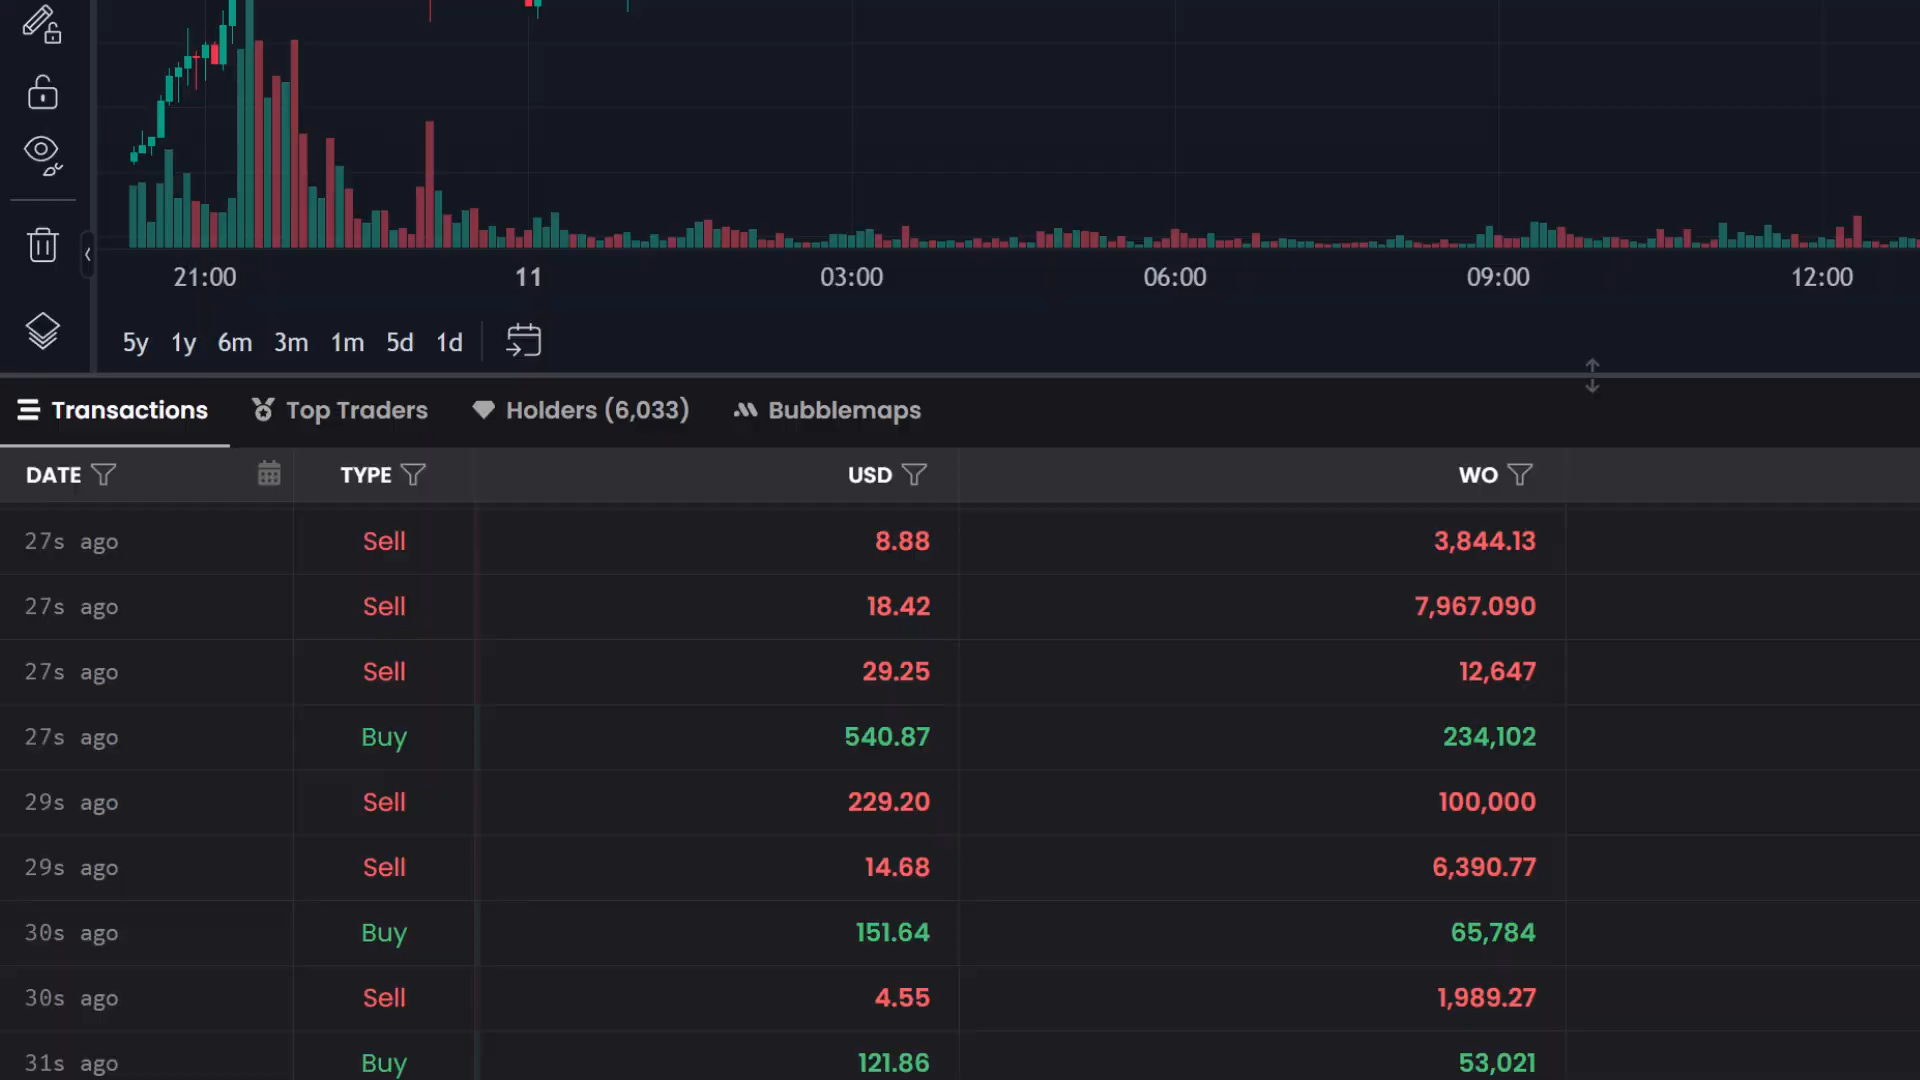 21:00 11 03:00 06:00 09:00 12:00
5y 1y 6m 3m 1m 5d 1d
Transactions Top Traders Holders (6,033) Bubblemaps
DATE TYPE USD WO
27s ago Sell 8.88 3,844.13
27s ago Sell 18.42 7,967.090
27s ago Sell 29.25 12,647
27s ago Buy 540.87 234,102
29s ago Sell 229.20 100,000
29s ago Sell 14.68 6,390.77
30s ago Buy 151.64 65,784
30s ago Sell 4.55 1,989.27
31s ago Buy 121.86 53,021